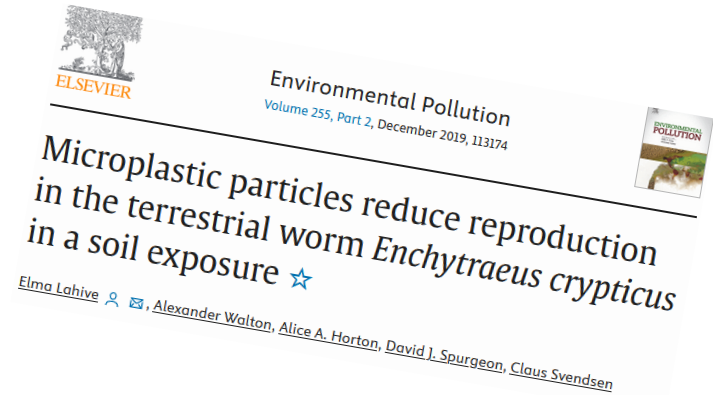 ELSEVIER
Environmental Pollution
Volume 255, Part 2, December 2019, 113174
ENVIRONMENTAL
POLLUTION
Microplastic particles reduce reproduction
in the terrestrial worm Enchytraeus crypticus
in a soil exposure
Elma Lahive, Alexander Walton, Alice A. Horton, David J. Spurgeon, Claus Svendsen